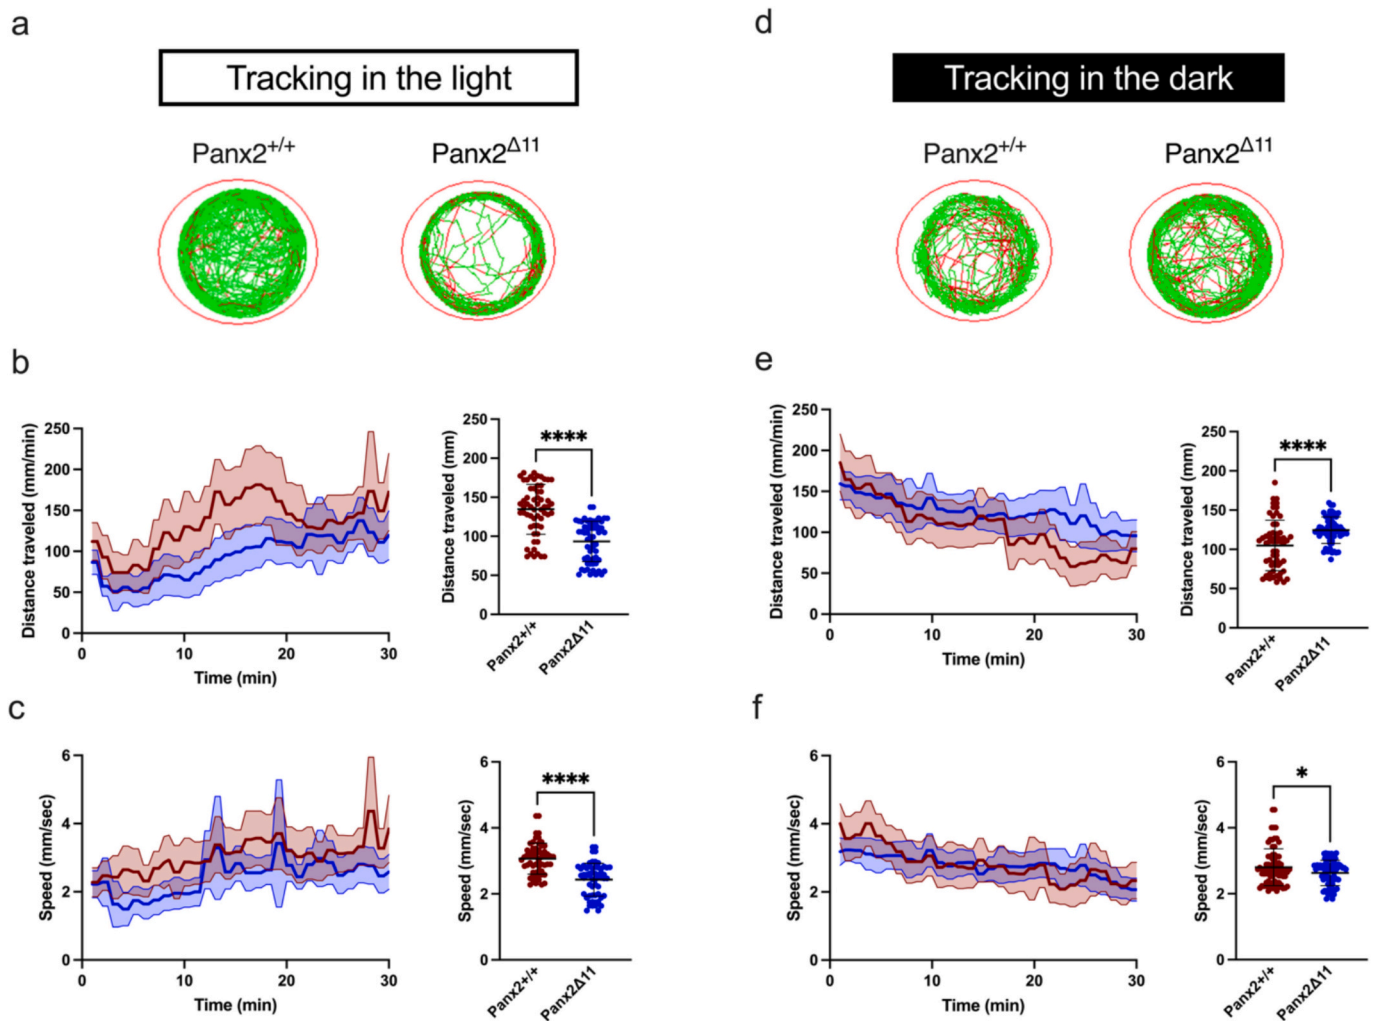 a
Tracking in the light
Panx2+/+
Panx2Δ11
d
Tracking in the dark
Panx2+/+
Panx2Δ11
b
Distance traveled (mm/min)
250
200
150
100
50
0
0
10
20
30
Time (min)
Distance traveled (mm)
250
200
150
100
50
0
****
Panx2+/+
Panx2Δ11
e
Distance traveled (mm/min)
250
200
150
100
50
0
0
10
20
30
Time (min)
Distance traveled (mm)
250
200
150
100
50
0
****
Panx2+/+
Panx2Δ11
c
Speed (mm/sec)
6
4
2
0
0
10
20
30
Time (min)
Speed (mm/sec)
6
4
2
0
****
Panx2+/+
Panx2Δ11
f
Speed (mm/sec)
6
4
2
0
0
10
20
30
Time (min)
Speed (mm/sec)
6
4
2
0
*
Panx2+/+
Panx2Δ11